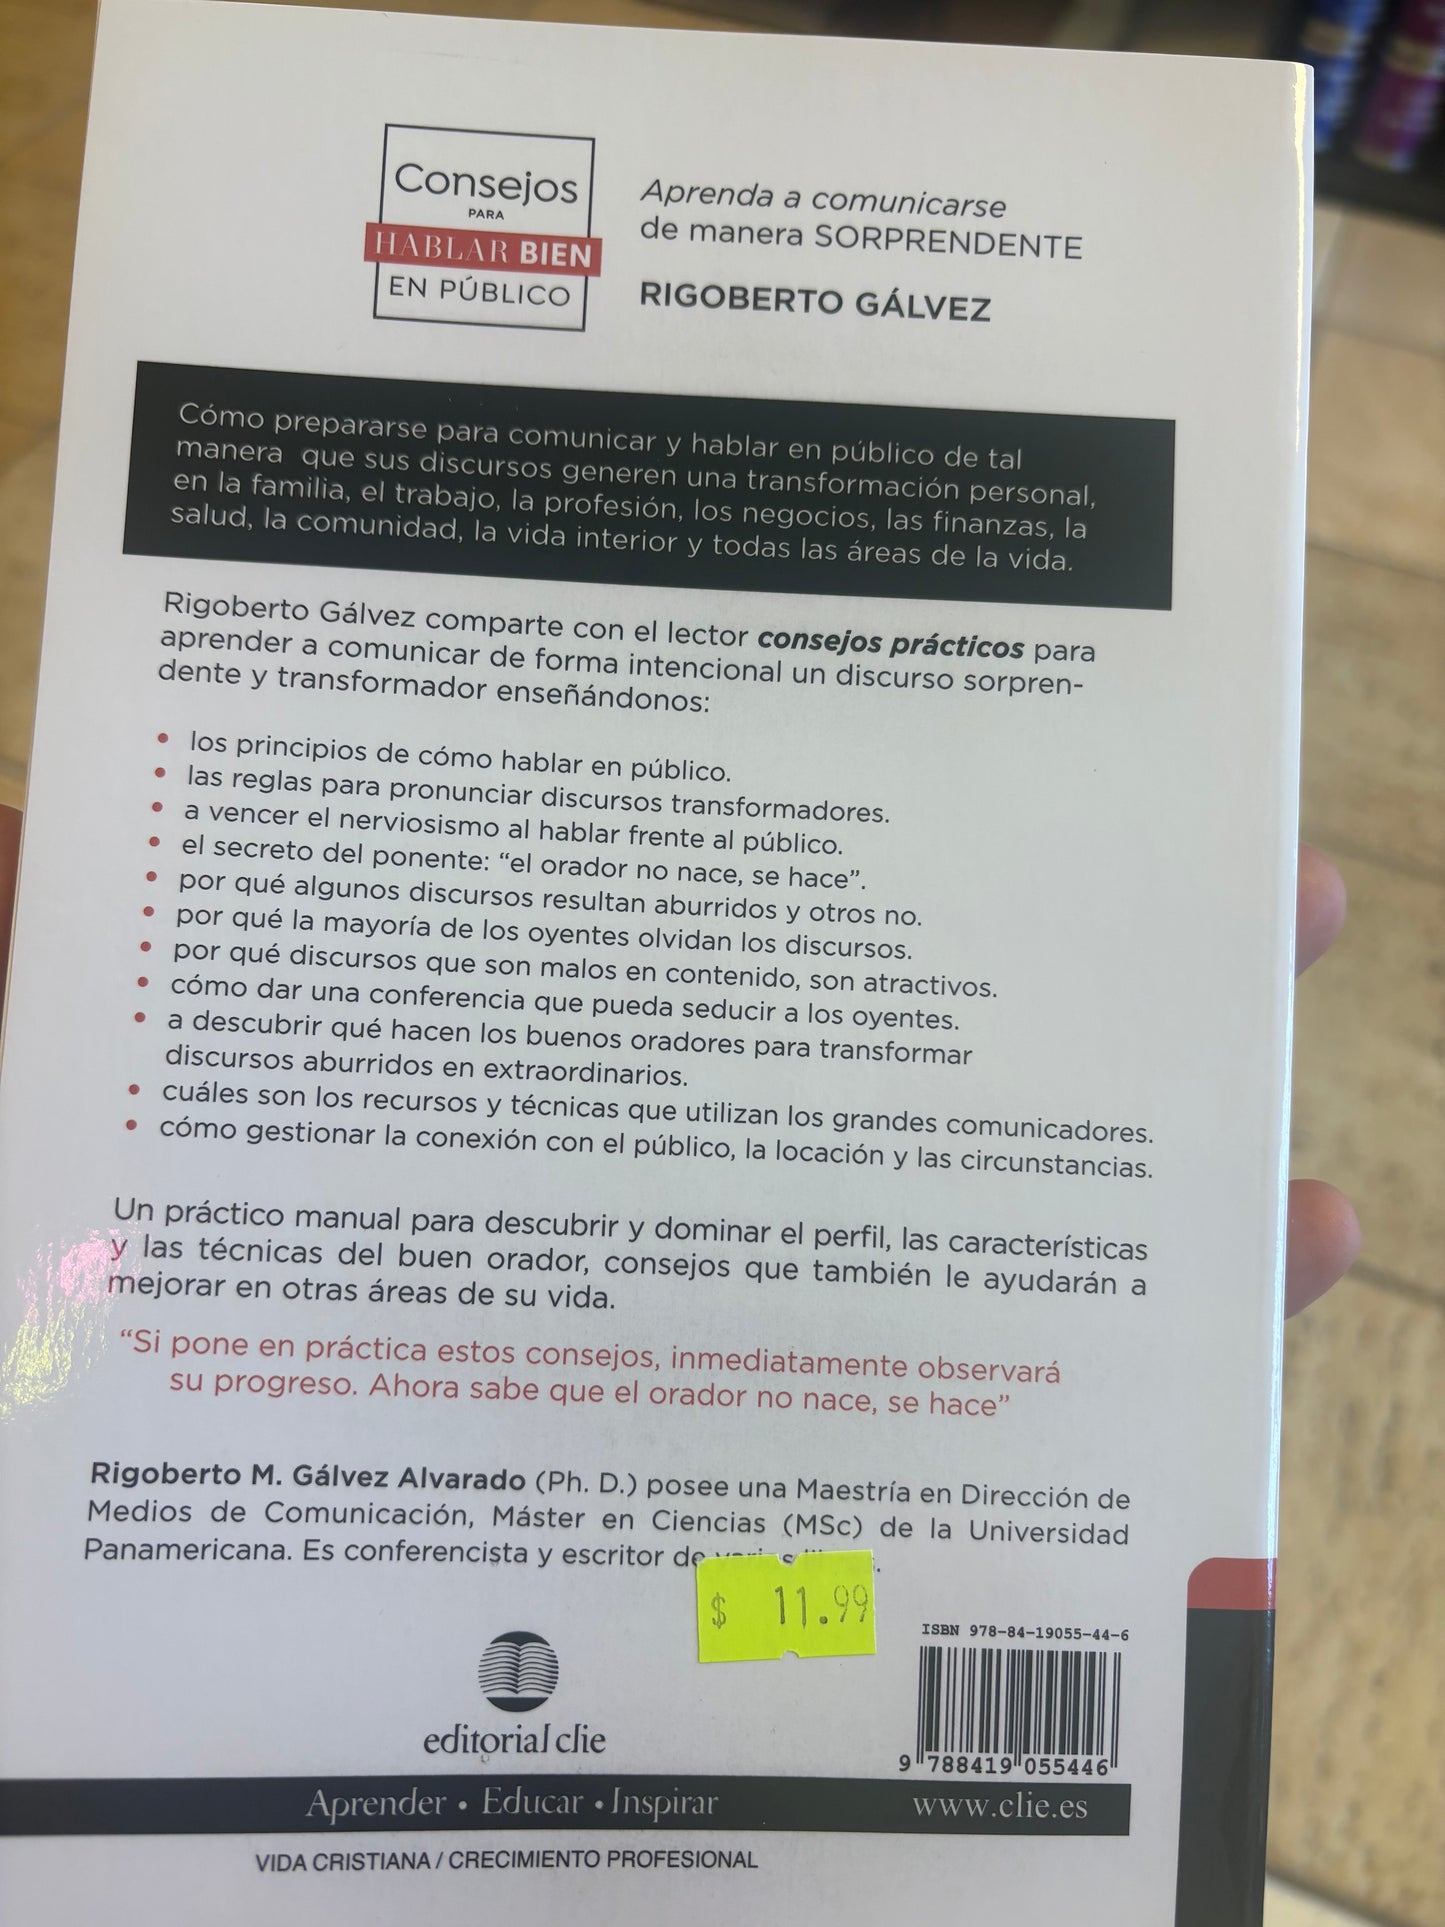 Consejos
PARA
HABLAR BIEN
EN PÚBLICO
Aprenda a comunicarse
de manera SORPRENDENTE
RIGOBERTO GÁLVEZ
Cómo prepararse para comunicar y hablar en público de tal
manera que sus discursos generen una transformación personal,
en la familia, el trabajo, la profesión, los negocios, las finanzas, la
salud, la comunidad, la vida interior y todas las áreas de la vida.
Rigoberto Gálvez comparte con el lector consejos prácticos para
aprender a comunicar de forma intencional un discurso sorpren-
dente y transformador enseñándonos:
• los principios de cómo hablar en público.
• las reglas para pronunciar discursos transformadores.
• a vencer el nerviosismo al hablar frente al público.
• el secreto del ponente: “el orador no nace, se hace”.
• por qué algunos discursos resultan aburridos y otros no.
• por qué la mayoría de los oyentes olvidan los discursos.
• por qué discursos que son malos en contenido, son atractivos.
• cómo dar una conferencia que pueda seducir a los oyentes.
• a descubrir qué hacen los buenos oradores para transformar
discursos aburridos en extraordinarios.
• cuáles son los recursos y técnicas que utilizan los grandes comunicadores.
• cómo gestionar la conexión con el público, la locación y las circunstancias.
Un práctico manual para descubrir y dominar el perfil, las características
y las técnicas del buen orador, consejos que también le ayudarán a
mejorar en otras áreas de su vida.
“Si pone en práctica estos consejos, inmediatamente observará
su progreso. Ahora sabe que el orador no nace, se hace”
Rigoberto M. Gálvez Alvarado (Ph. D.) posee una Maestría en Dirección de
Medios de Comunicación, Máster en Ciencias (MSc) de la Universidad
Panamericana. Es conferencista y escritor de
$ 11.99
ISBN 978-84-19055-44-6
9 788419 055446
editorial clie
Aprender • Educar • Inspirar
www.clie.es
VIDA CRISTIANA / CRECIMIENTO PROFESIONAL